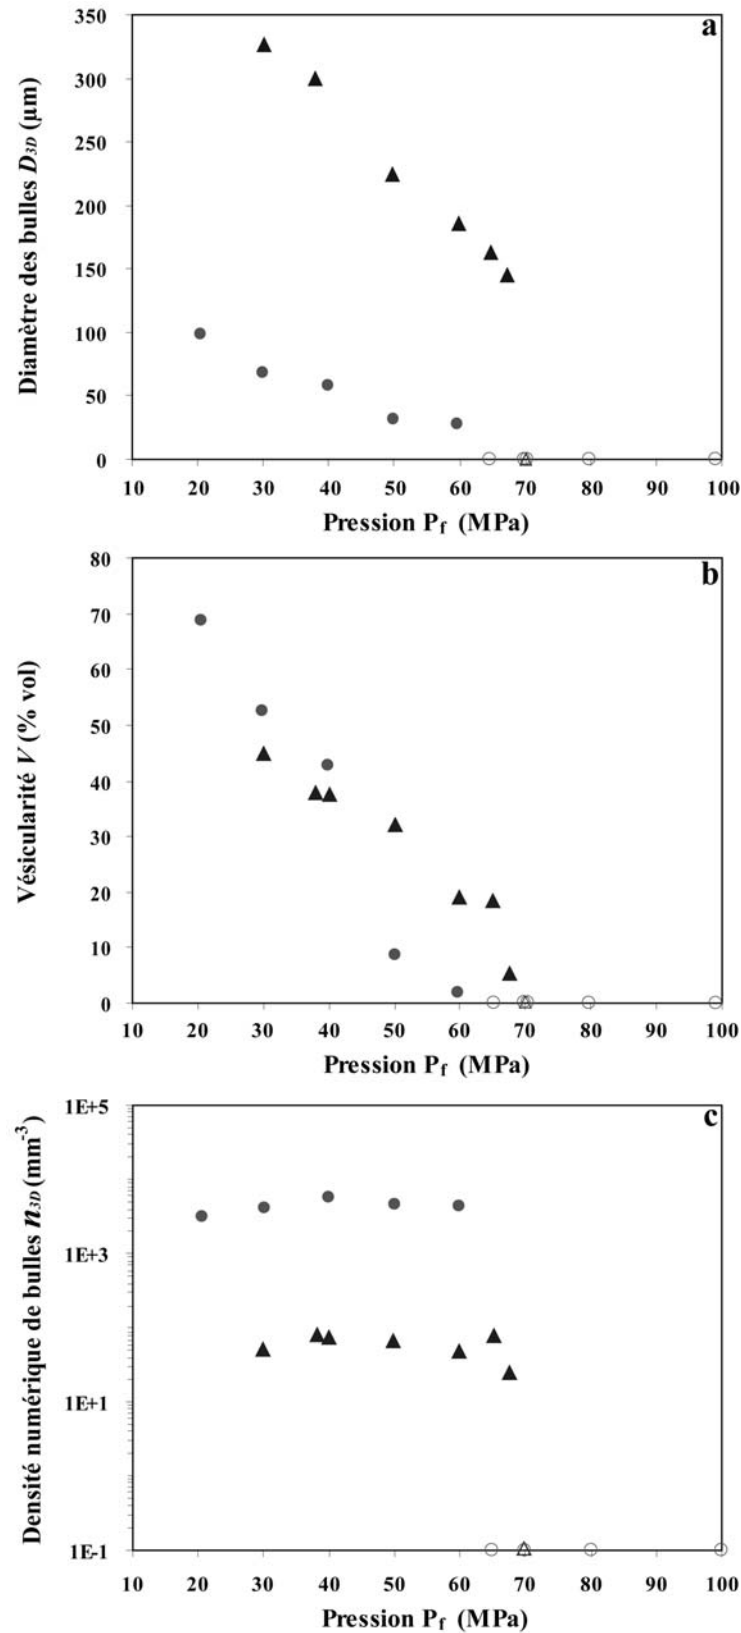 a
Diamètre des bulles D3D (µm)
350
300
250
200
150
100
50
0
10 20 30 40 50 60 70 80 90 100
Pression Pf (MPa)
b
Vésicularité V (% vol)
80
70
60
50
40
30
20
10
0
10 20 30 40 50 60 70 80 90 100
Pression Pf (MPa)
c
Densité numérique de bulles n3D (mm-3)
1E+5
1E+3
1E+1
1E-1
10 20 30 40 50 60 70 80 90 100
Pression Pf (MPa)